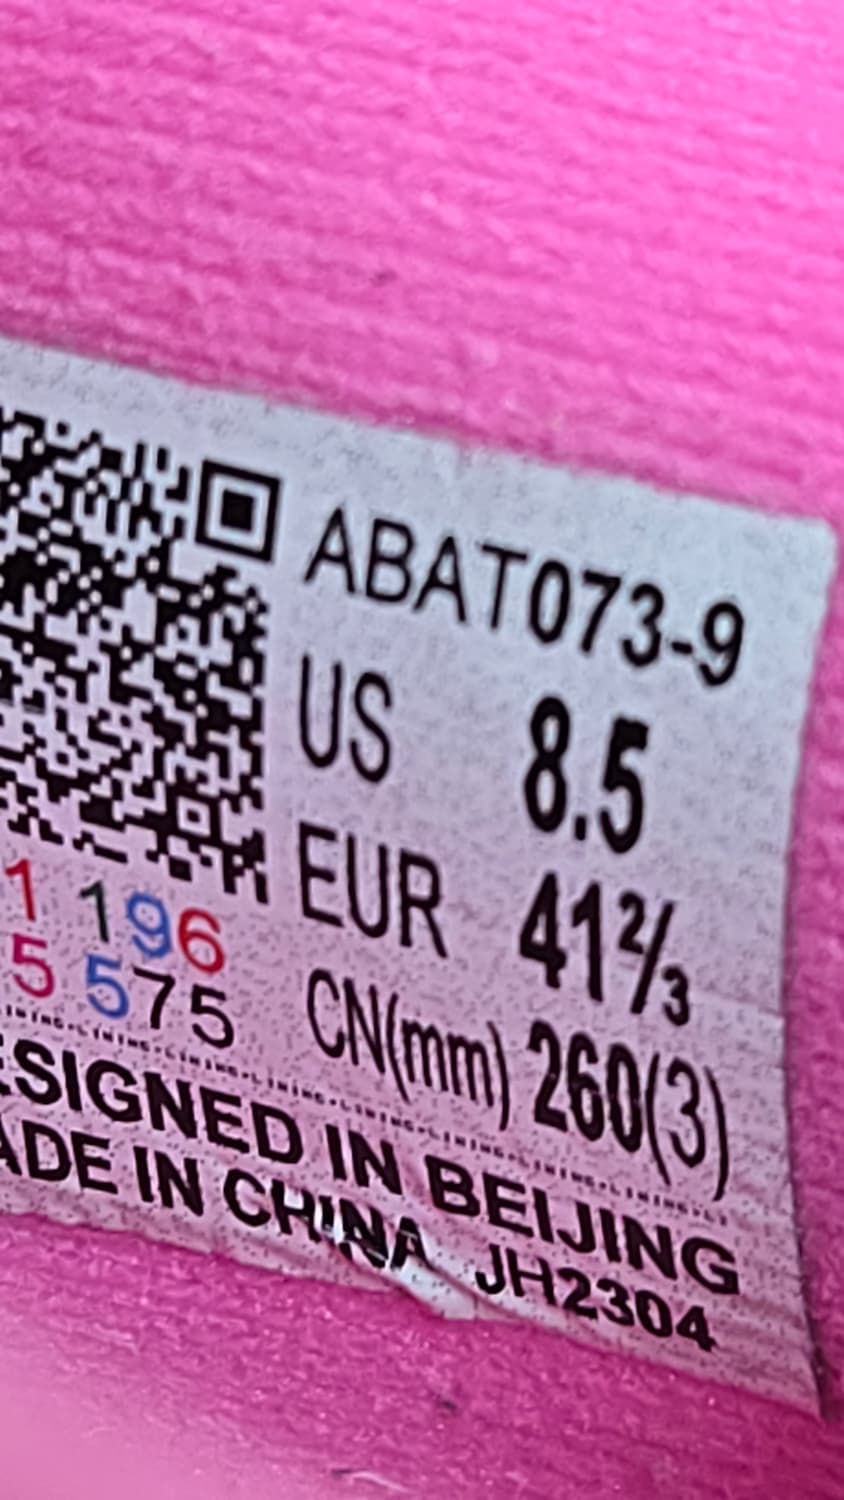 ABAT073-9
US 8.5
EUR 41⅔
CN(mm) 260(3)
1 196
5 575
ESIGNED IN BEIJING
ADE IN CHINA JH2304